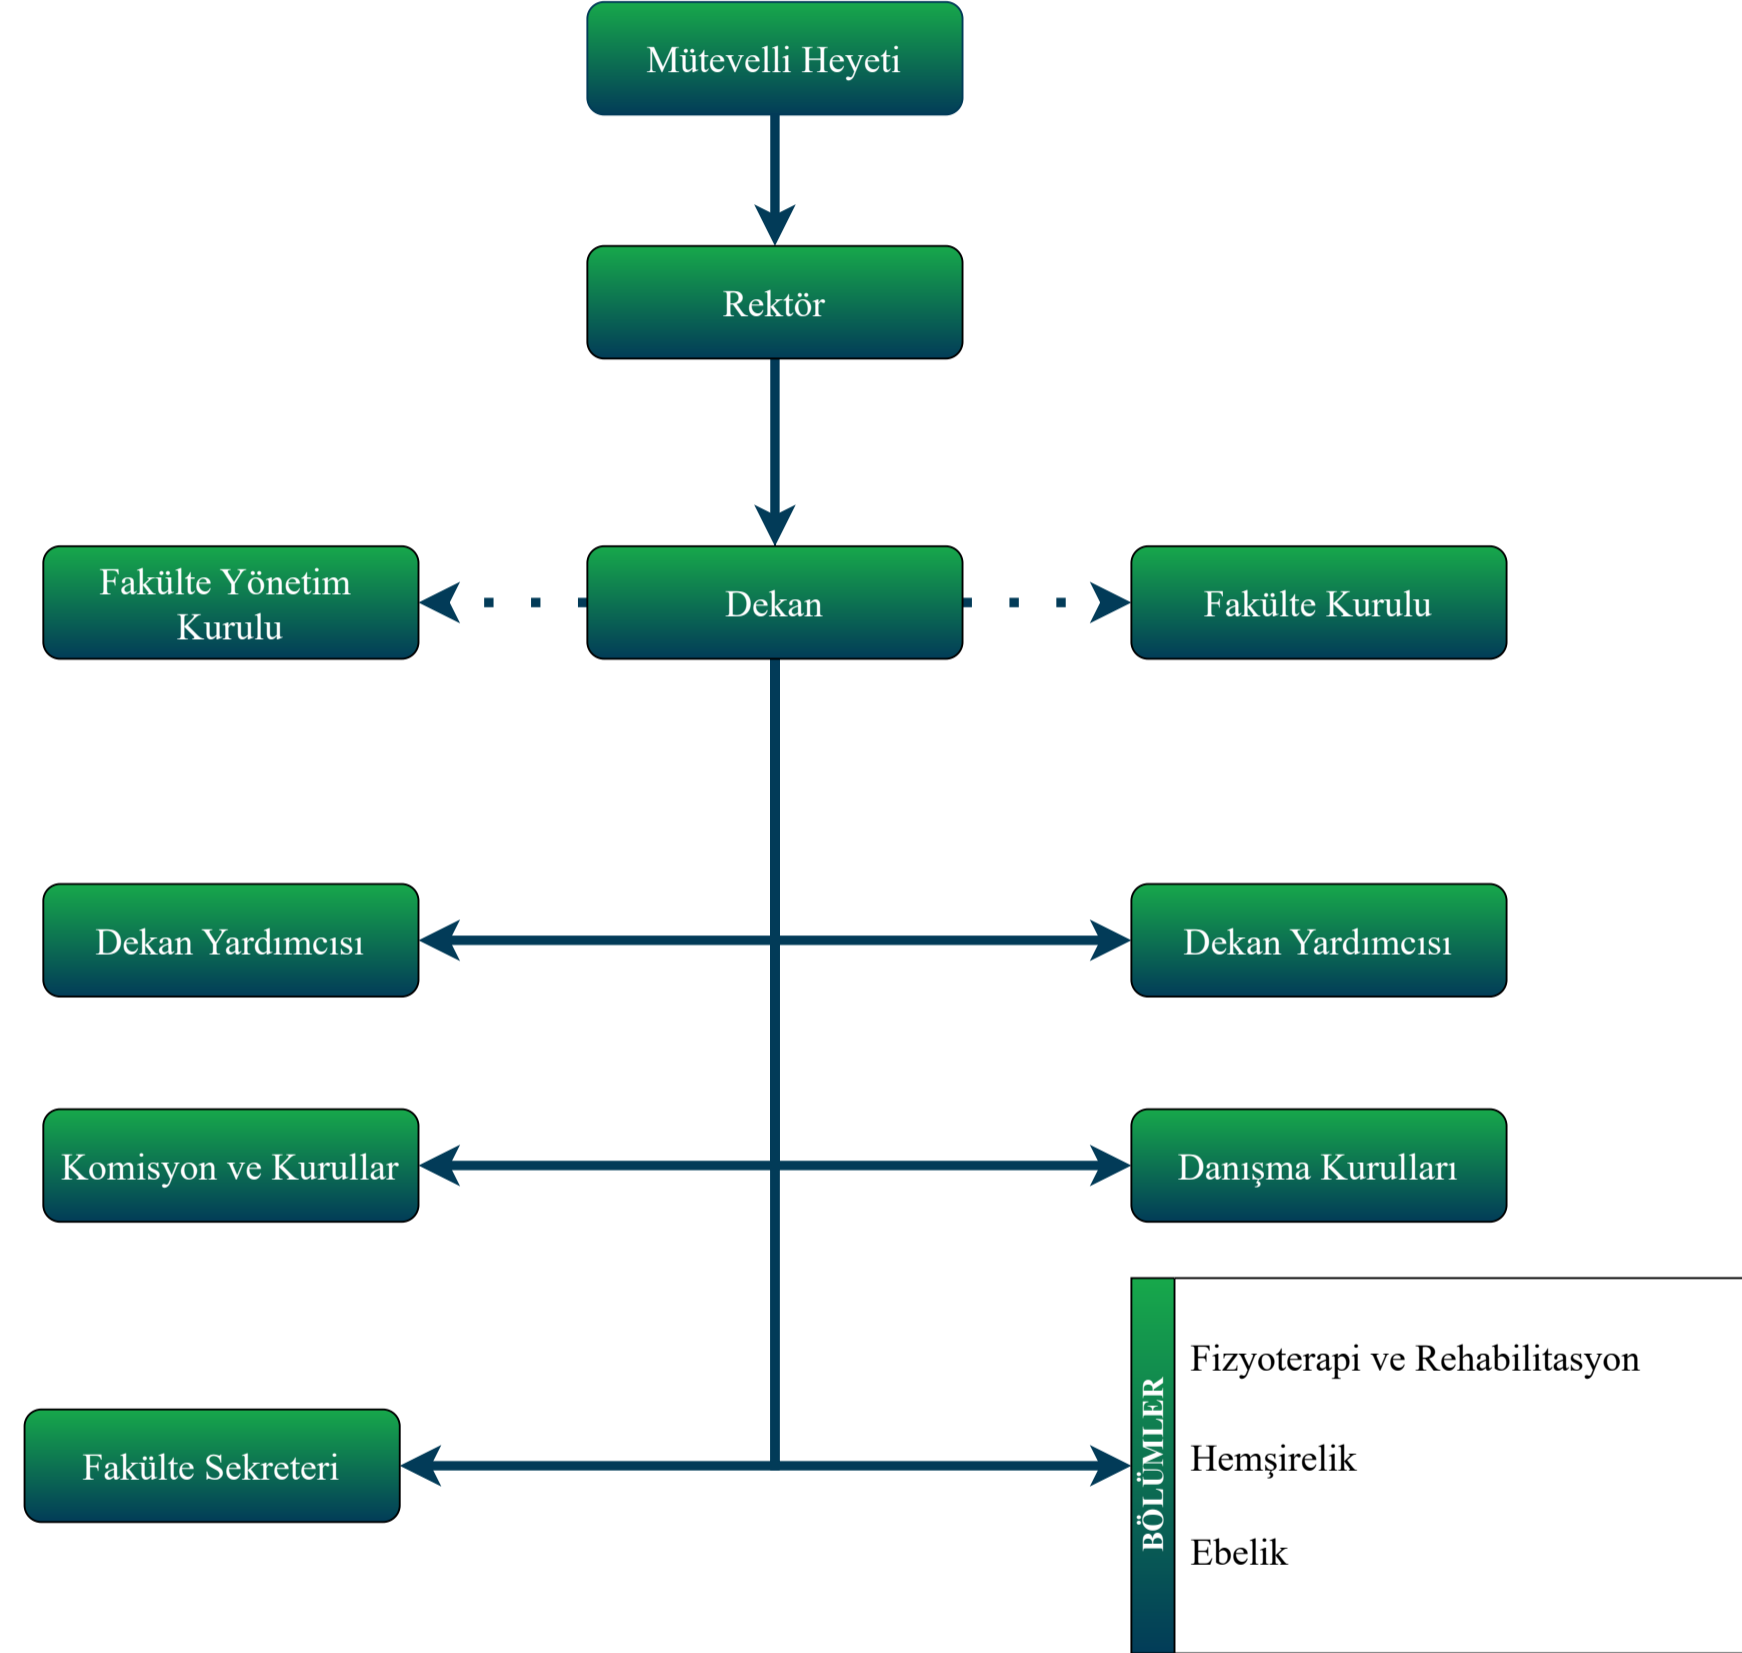 Mütevelli Heyeti
Rektör
Fakülte Yönetim
Kurulu
Dekan
Fakülte Kurulu
Dekan Yardımcısı
Dekan Yardımcısı
Komisyon ve Kurullar
Danışma Kurulları
Fakülte Sekreteri
BÖLÜMLER
Fizyoterapi ve Rehabilitasyon
Hemşirelik
Ebelik